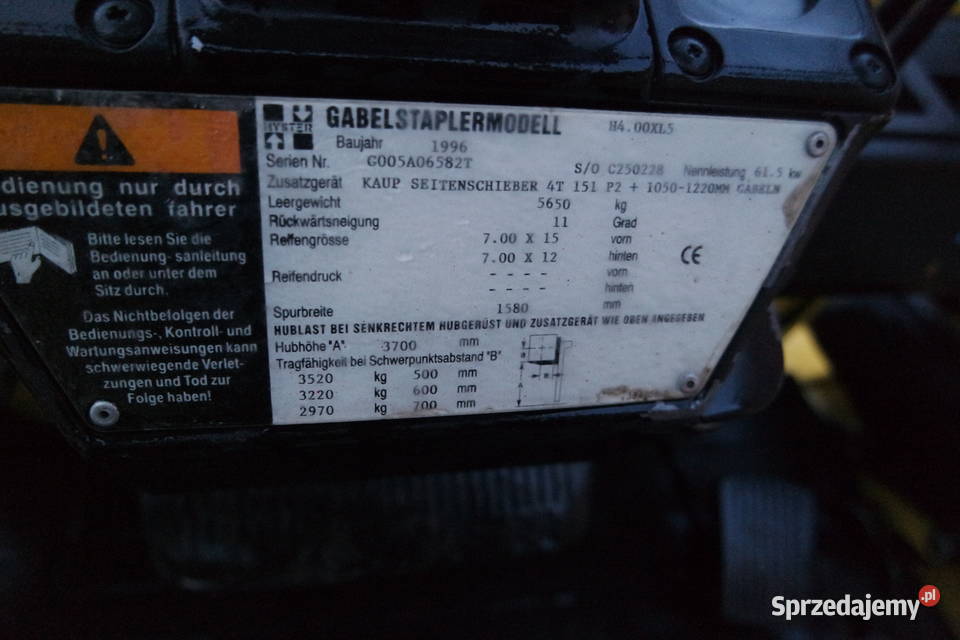 HYSTER
GABELSTAPLERMODELL H4.00XL5
Baujahr 1996
Serien Nr. G005A06582T S/O C250228 Nennleistung 61.5 kw
Zusatzgerät KAUP SEITENSCHIEBER 4T 151 P2 + 1050-1220MM GABELN
Leergewicht 5650 kg
Rückwärtsneigung 11 Grad
Reifengrösse 7.00 X 15 vorn
7.00 X 12 hinten
CE
Reifendruck - - - - vorn
- - - - hinten
Spurbreite 1580 mm
HUBLAST BEI SENKRECHTEM HUBGERÜST UND ZUSATZGERÄT WIE OBEN ANGEGEBEN
Hubhöhe "A" 3700 mm
Tragfähigkeit bei Schwerpunktsabstand "B"
3520 kg 500 mm
3220 kg 600 mm
2970 kg 700 mm
B
A
edienung nur durch
usgebildeten fahrer
Bitte lesen Sie die
Bedienung- sanleitung
an oder unter dem
Sitz durch.
Das Nichtbefolgen der
Bedienungs-, Kontroll- und
Wartungsanweisungen kann
schwerwiegende Verlet-
zungen und Tod zur
Folge haben!
Sprzedajemy.pl